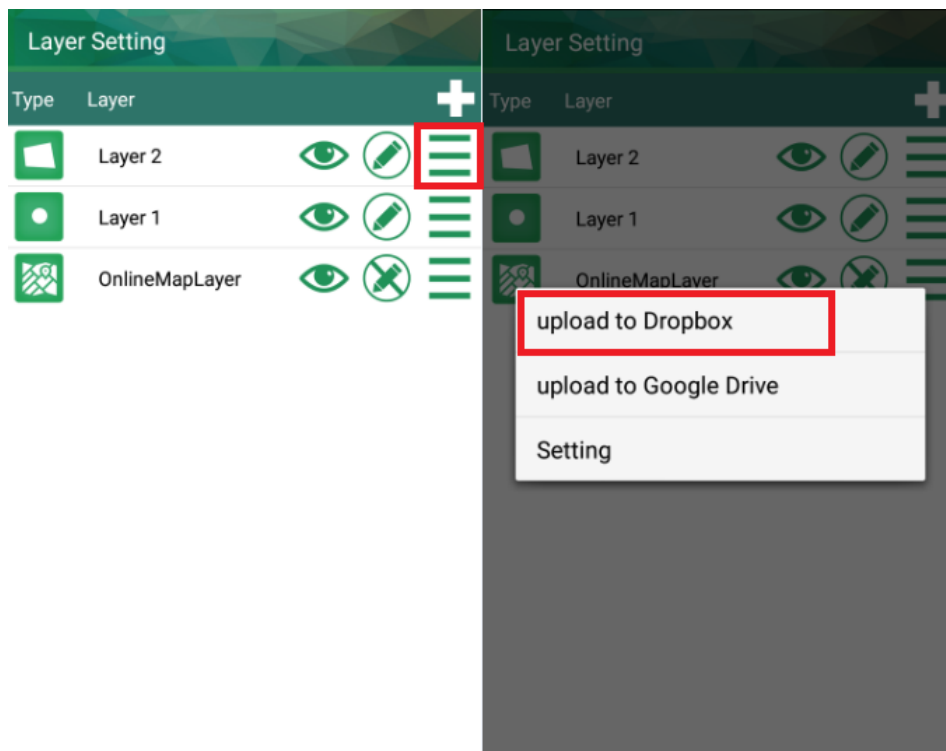 Layer Setting
Type Layer
Layer 2
Layer 1
OnlineMapLayer
Layer Setting
Type Layer
Layer 2
Layer 1
OnlineMapLayer
upload to Dropbox
upload to Google Drive
Setting